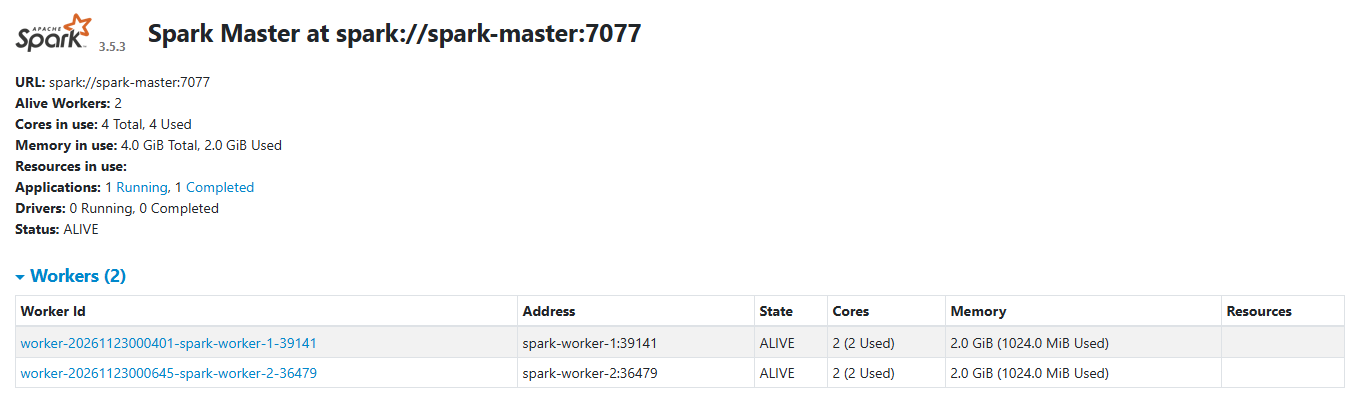 APACHE
Spark 3.5.3 Spark Master at spark://spark-master:7077
URL: spark://spark-master:7077
Alive Workers: 2
Cores in use: 4 Total, 4 Used
Memory in use: 4.0 GiB Total, 2.0 GiB Used
Resources in use:
Applications: 1 Running, 1 Completed
Drivers: 0 Running, 0 Completed
Status: ALIVE
Workers (2)
Worker Id Address State Cores Memory Resources
worker-20261123000401-spark-worker-1-39141 spark-worker-1:39141 ALIVE 2 (2 Used) 2.0 GiB (1024.0 MiB Used)
worker-20261123000645-spark-worker-2-36479 spark-worker-2:36479 ALIVE 2 (2 Used) 2.0 GiB (1024.0 MiB Used)